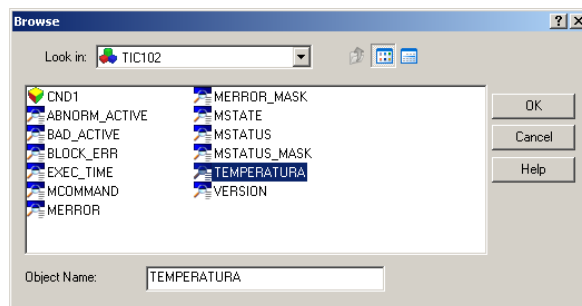 Browse
Look in: TIC102
CND1
ABNORM_ACTIVE
BAD_ACTIVE
BLOCK_ERR
EXEC_TIME
MCOMMAND
MERROR
MERROR_MASK
MSTATE
MSTATUS
MSTATUS_MASK
TEMPERATURA
VERSION
OK
Cancel
Help
Object Name: TEMPERATURA